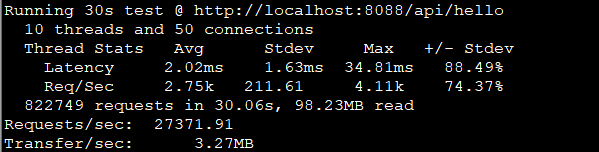 Running 30s test @ http://localhost:8088/api/hello
10 threads and 50 connections
Thread Stats Avg Stdev Max +/- Stdev
Latency 2.02ms 1.63ms 34.81ms 88.49%
Req/Sec 2.75k 211.61 4.11k 74.37%
822749 requests in 30.06s, 98.23MB read
Requests/sec: 27371.91
Transfer/sec: 3.27MB